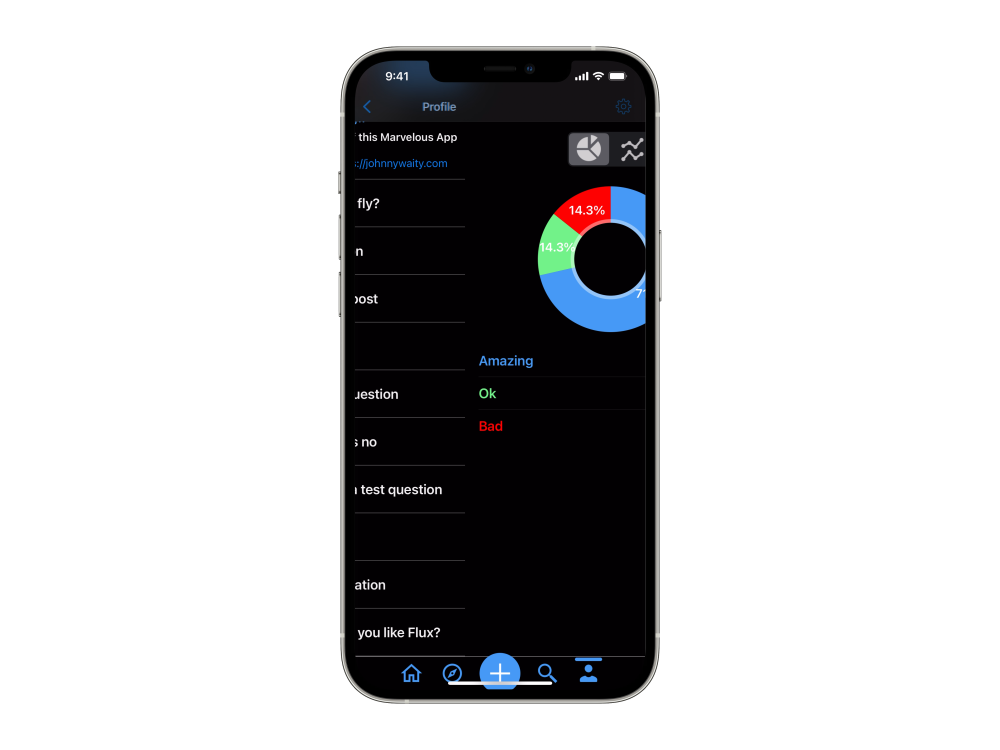 9:41
Profile
this Marvelous App
://johnnywaity.com
fly?
n
post
uestion
s no
test question
ation
you like Flux?
14.3%
14.3%
7
Amazing
Ok
Bad